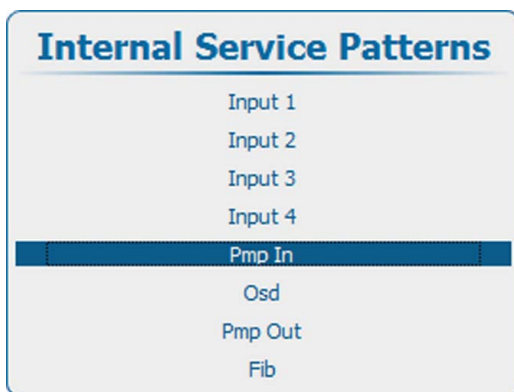 Internal Service Patterns
Input 1
Input 2
Input 3
Input 4
Pmp In
Osd
Pmp Out
Fib